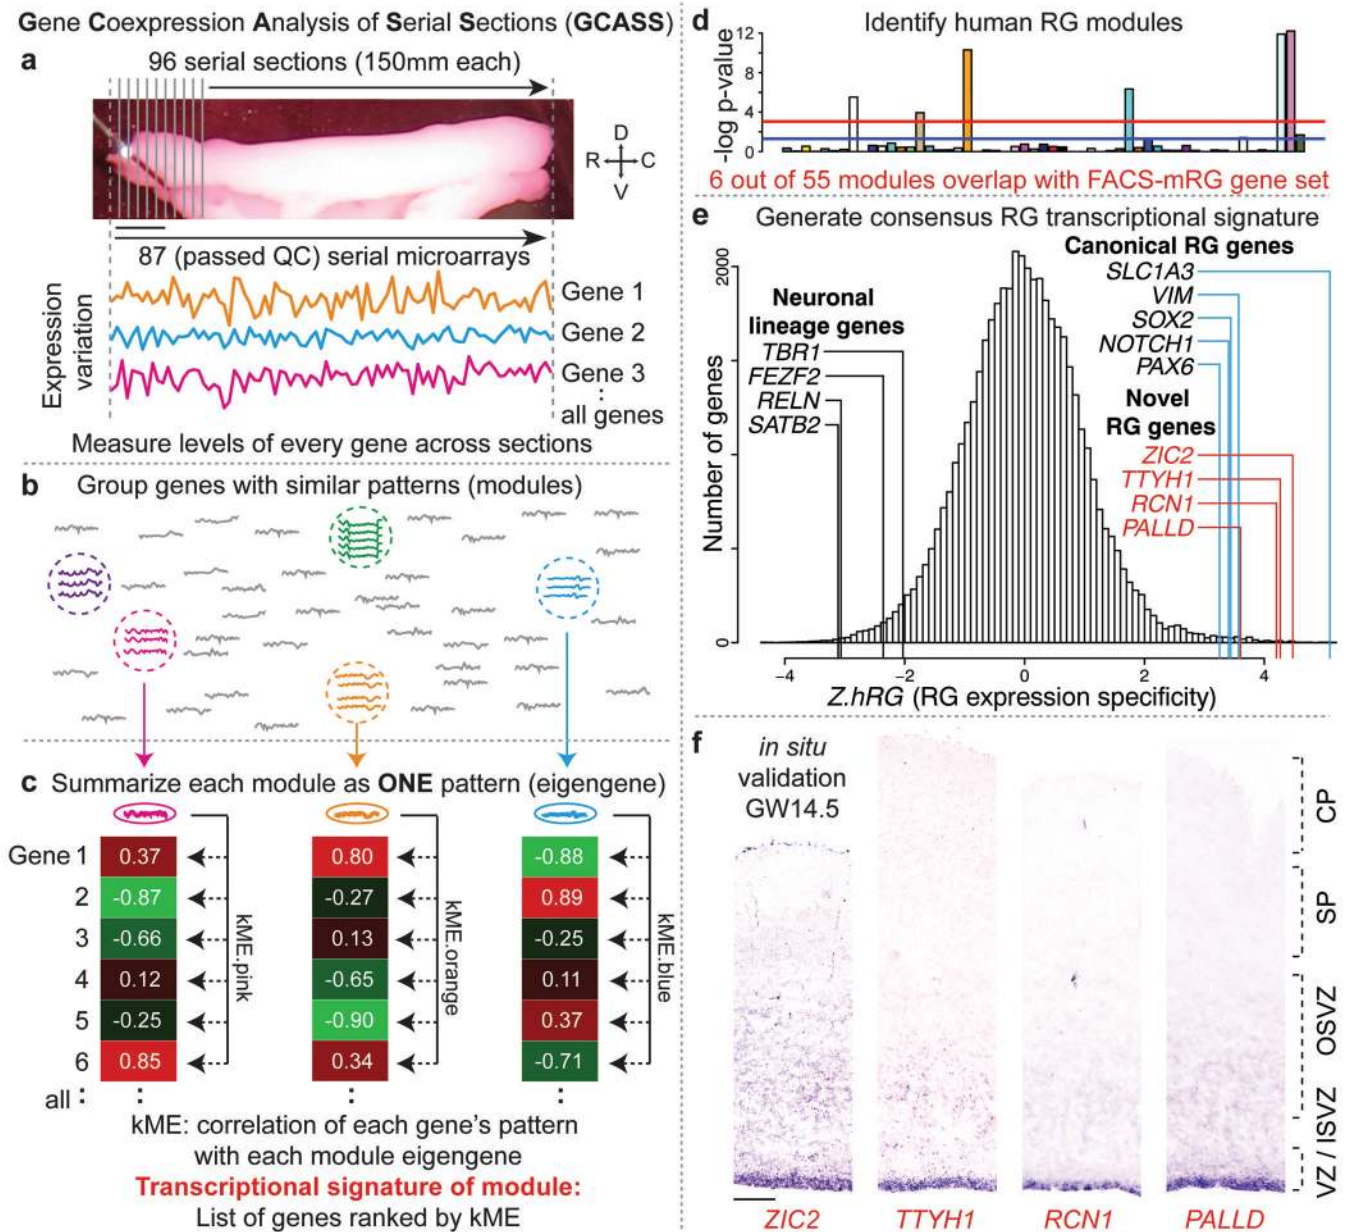 Gene Coexpression Analysis of Serial Sections (GCASS)
a
96 serial sections (150mm each)
D
R
C
V
87 (passed QC) serial microarrays
Expression
variation
Gene 1
Gene 2
Gene 3
:
all genes
Measure levels of every gene across sections
b
Group genes with similar patterns (modules)
c
Summarize each module as ONE pattern (eigengene)
Gene 1
2
3
4
5
6
all :
0.37
-0.87
-0.66
0.12
-0.25
0.85
:
kME.pink
0.80
-0.27
0.13
-0.65
-0.90
0.34
:
kME.orange
-0.88
0.89
-0.25
0.11
0.37
-0.71
:
kME.blue
kME: correlation of each gene's pattern
with each module eigengene
Transcriptional signature of module:
List of genes ranked by kME
d
Identify human RG modules
-log p-value
12
8
4
0
6 out of 55 modules overlap with FACS-mRG gene set
e
Generate consensus RG transcriptional signature
Number of genes
2000
0
Neuronal
lineage genes
TBR1
FEZF2
RELN
SATB2
Canonical RG genes
SLC1A3
VIM
SOX2
NOTCH1
PAX6
Novel
RG genes
ZIC2
TTYH1
RCN1
PALLD
−4
−2
0
2
4
Z.hRG (RG expression specificity)
f
in situ
validation
GW14.5
CP
SP
OSVZ
VZ / ISVZ
ZIC2
TTYH1
RCN1
PALLD